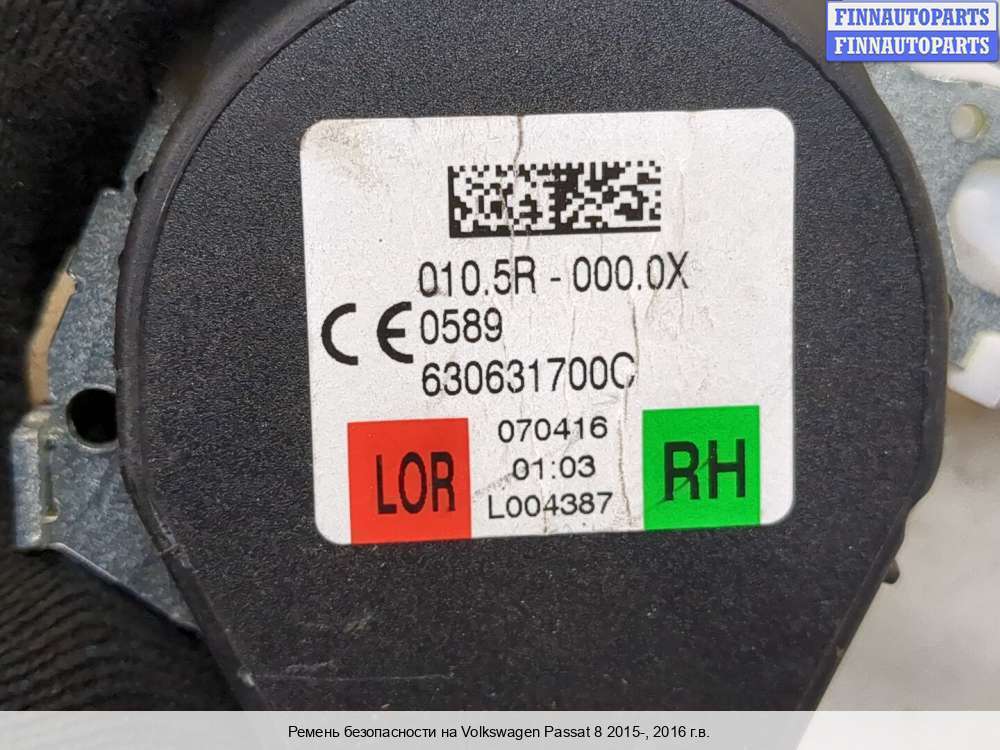 FINNAUTOPARTS
FINNAUTOPARTS
010.5R - 000.0X
CE 0589
630631700C
LOR
070416
01:03
L004387
RH
Ремень безопасности на Volkswagen Passat 8 2015-, 2016 г.в.